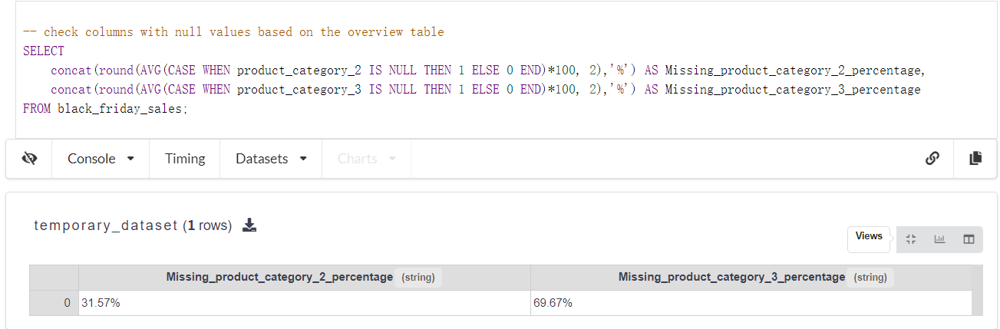 -- check columns with null values based on the overview table
SELECT
concat(round(AVG(CASE WHEN product_category_2 IS NULL THEN 1 ELSE 0 END)*100, 2),'%') AS Missing_product_category_2_percentage,
concat(round(AVG(CASE WHEN product_category_3 IS NULL THEN 1 ELSE 0 END)*100, 2),'%') AS Missing_product_category_3_percentage
FROM black_friday_sales;
Console Timing Datasets Charts
temporary_dataset (1 rows)
Views
Missing_product_category_2_percentage (string) Missing_product_category_3_percentage (string)
0 31.57% 69.67%